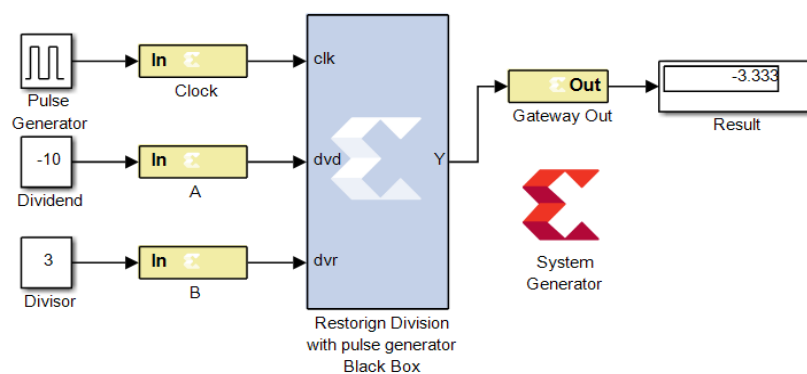 In
Clock
Pulse
Generator
clk
Out
Gateway Out
-3.333
Result
-10
Dividend
In
A
dvd
Y
3
Divisor
In
B
dvr
System
Generator
Restorign Division
with pulse generator
Black Box